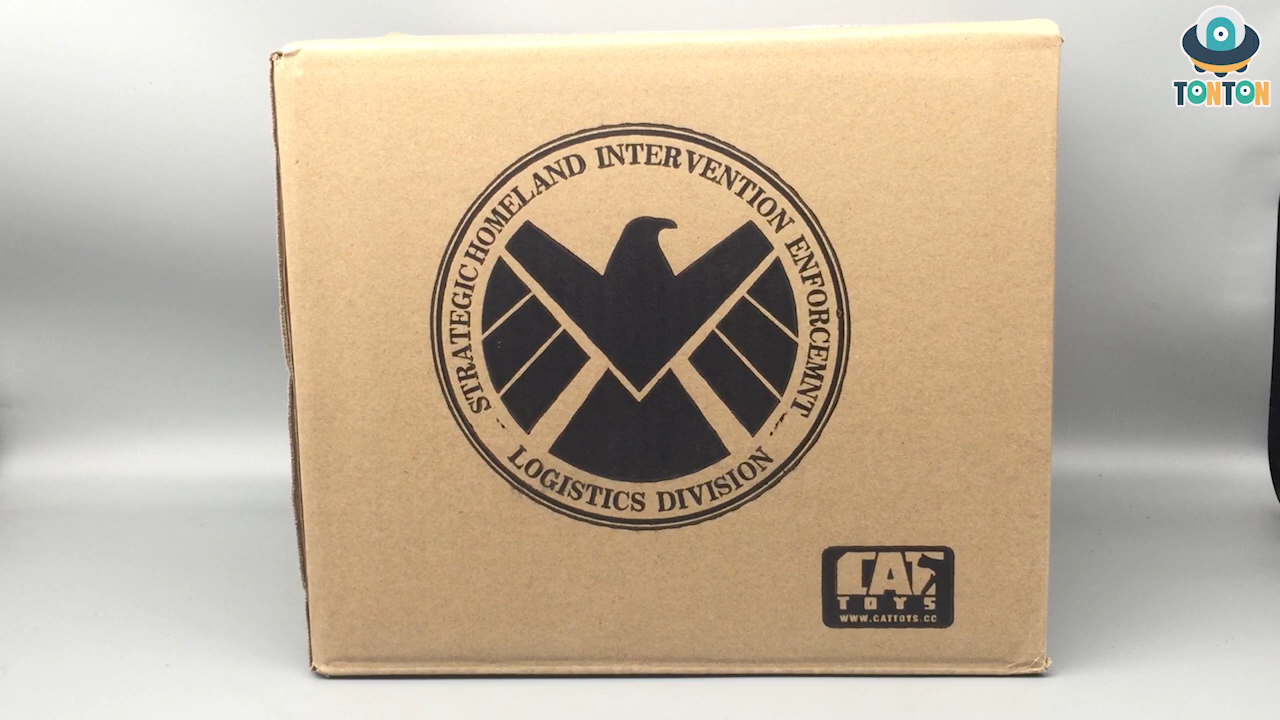 TONTON
STRATEGIC HOMELAND INTERVENTION ENFORCEMNT
LOGISTICS DIVISION
CAT
TOYS
WWW.CATTOYS.CC